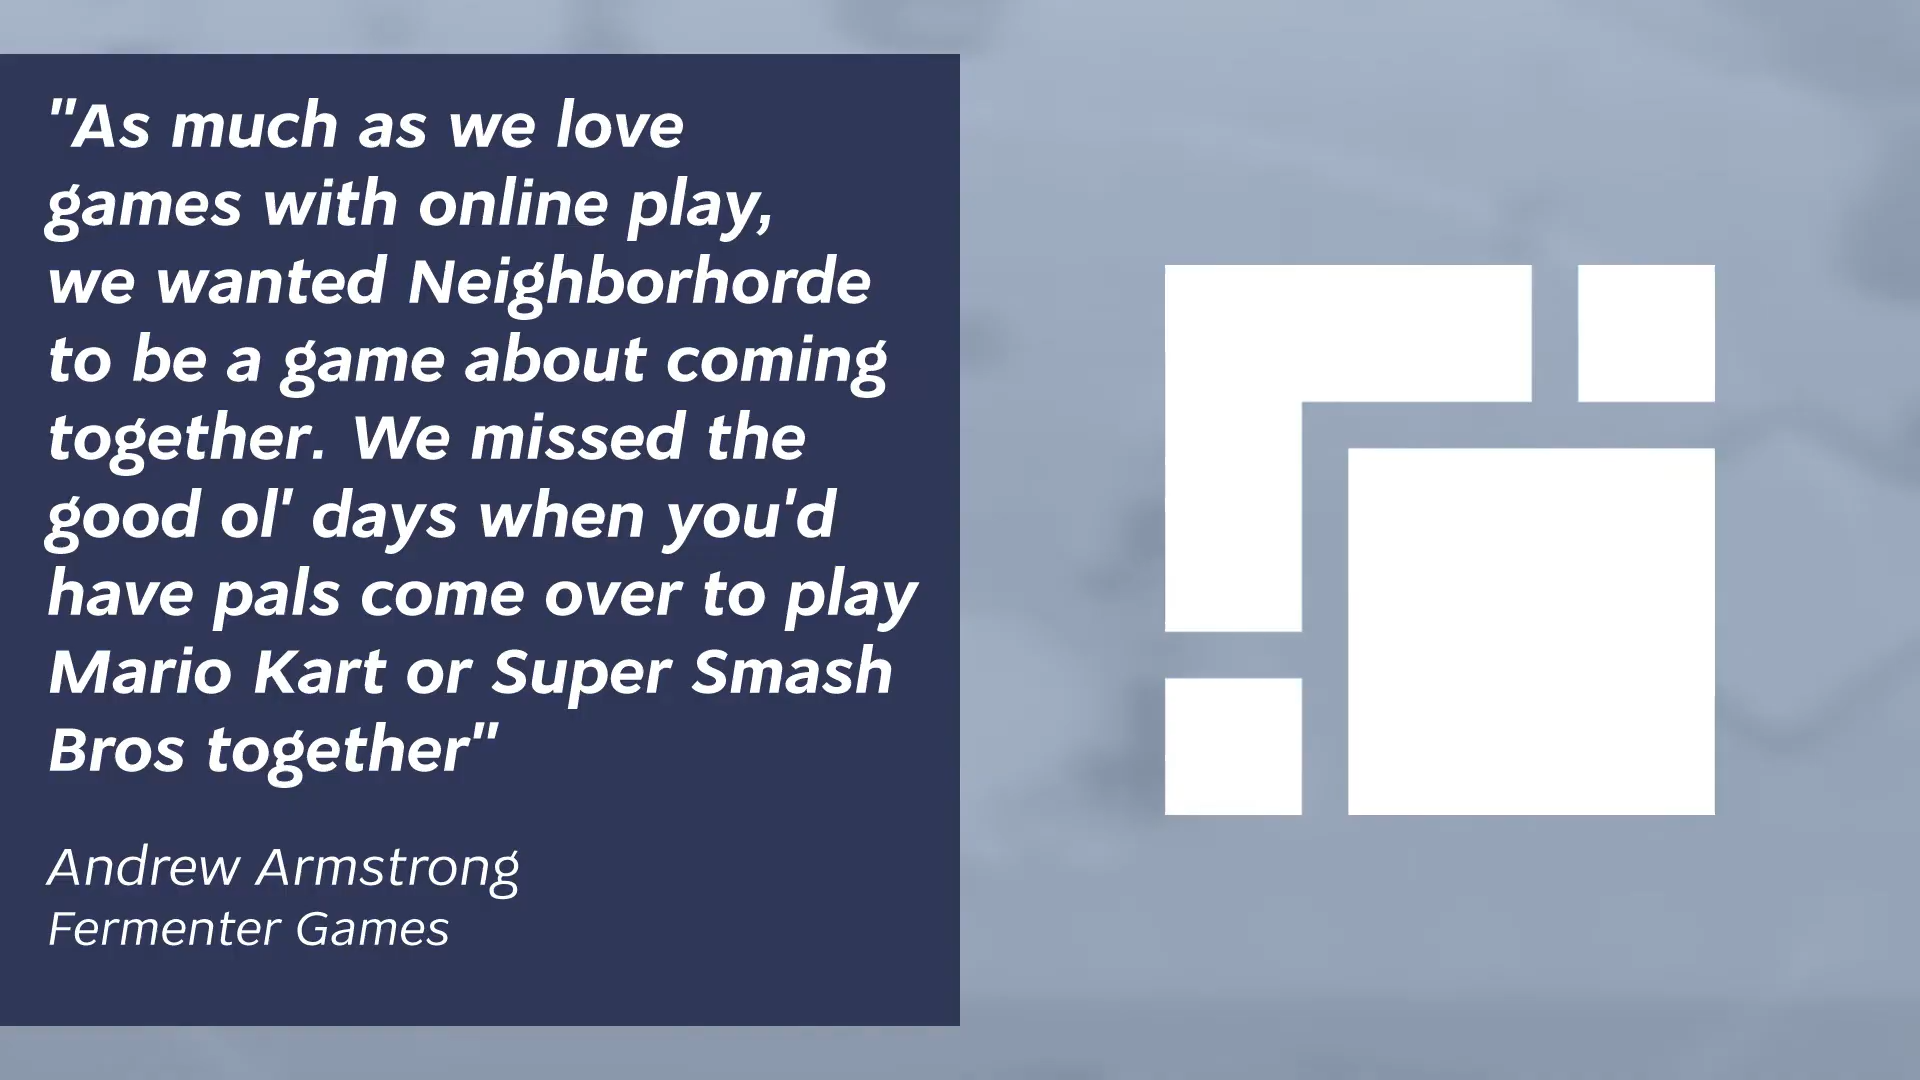 "As much as we love
games with online play,
we wanted Neighborhorde
to be a game about coming
together. We missed the
good ol' days when you'd
have pals come over to play
Mario Kart or Super Smash
Bros together"
Andrew Armstrong
Fermenter Games